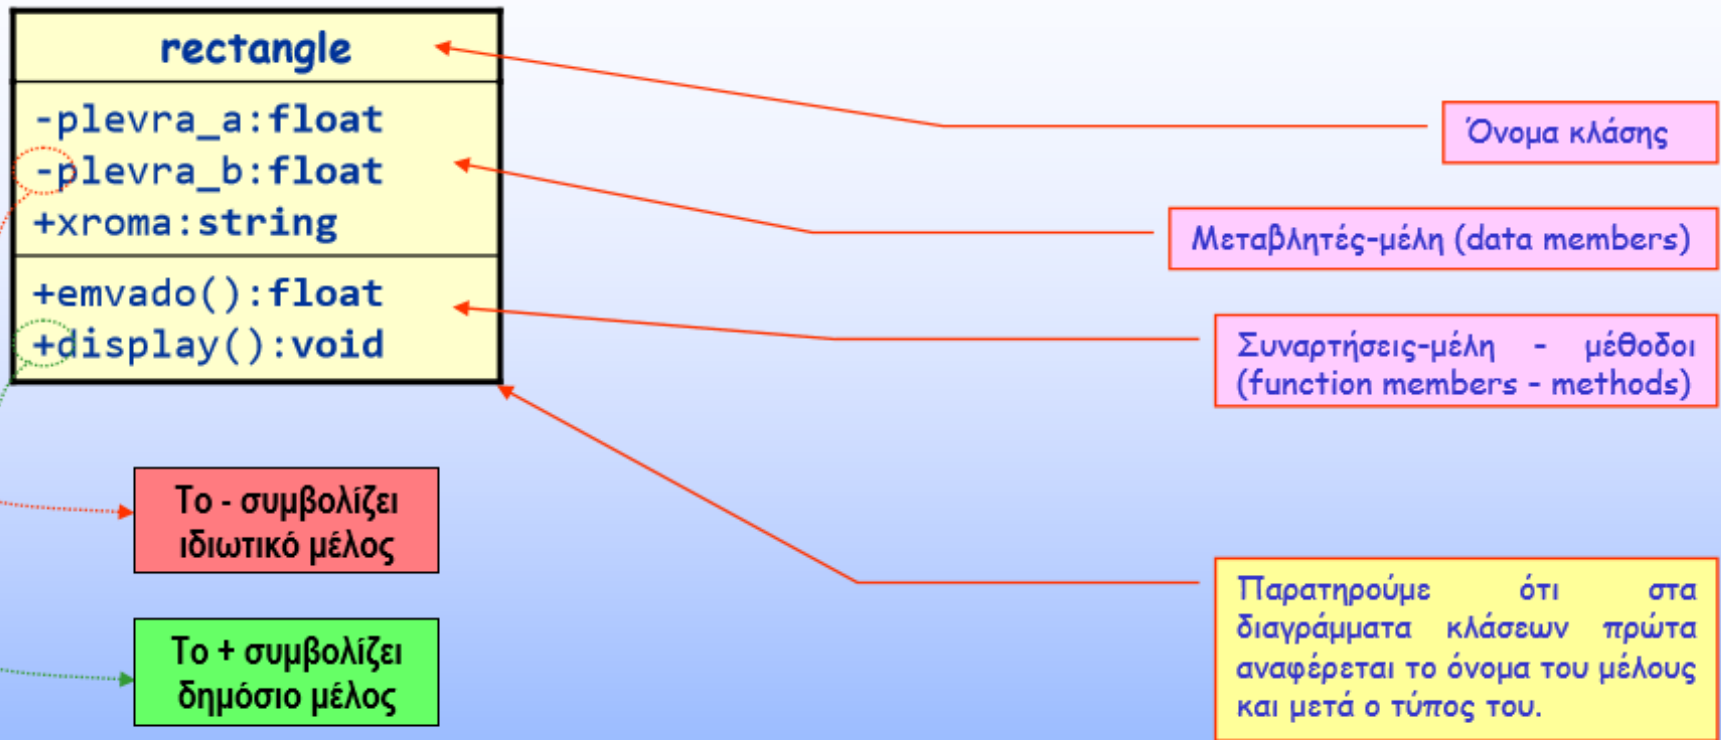 rectangle
-plevra_a:float
-plevra_b:float
+xroma:string
+emvado():float
+display():void
Όνομα κλάσης
Μεταβλητές-μέλη (data members)
Συναρτήσεις-μέλη - μέθοδοι
(function members - methods)
Το - συμβολίζει
ιδιωτικό μέλος
Το + συμβολίζει
δημόσιο μέλος
Παρατηρούμε ότι στα
διαγράμματα κλάσεων πρώτα
αναφέρεται το όνομα του μέλους
και μετά ο τύπος του.